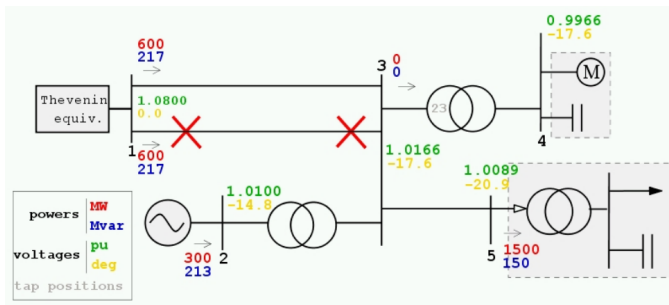 0.9966
-17.6
600
217
3
0
0
M
Thevenin
equiv.
1.0800
0.0
23
4
1
600
217
1.0166
-17.6
1.0089
-20.9
1.0100
-14.8
powers
MW
Mvar
voltages
pu
deg
tap positions
300
213
2
5
1500
150